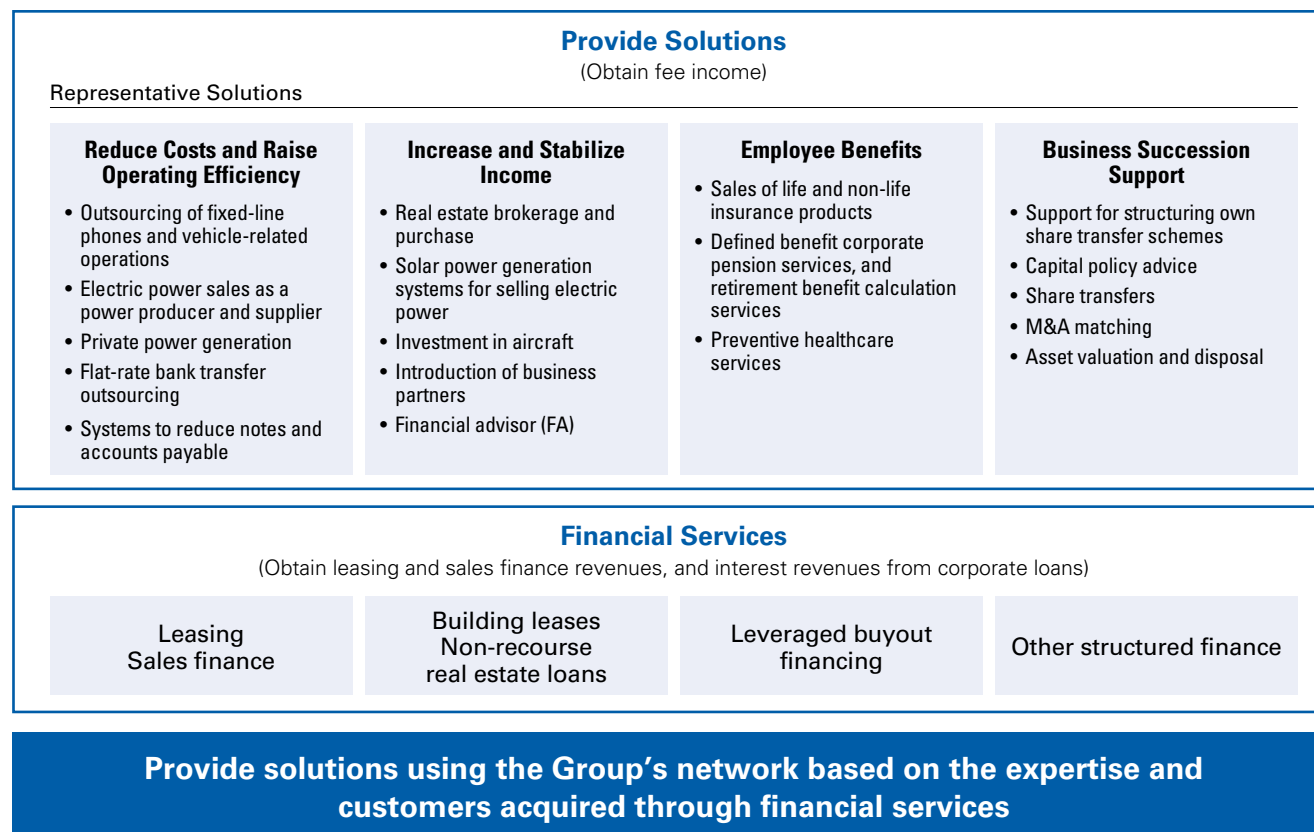 Provide Solutions
(Obtain fee income)
Representative Solutions
Reduce Costs and Raise
Operating Efficiency
• Outsourcing of fixed-line
phones and vehicle-related
operations
• Electric power sales as a
power producer and supplier
• Private power generation
• Flat-rate bank transfer
outsourcing
• Systems to reduce notes and
accounts payable
Increase and Stabilize
Income
• Real estate brokerage and
purchase
• Solar power generation
systems for selling electric
power
• Investment in aircraft
• Introduction of business
partners
• Financial advisor (FA)
Employee Benefits
• Sales of life and non-life
insurance products
• Defined benefit corporate
pension services, and
retirement benefit calculation
services
• Preventive healthcare
services
Business Succession
Support
• Support for structuring own
share transfer schemes
• Capital policy advice
• Share transfers
• M&A matching
• Asset valuation and disposal
Financial Services
(Obtain leasing and sales finance revenues, and interest revenues from corporate loans)
Leasing
Sales finance
Building leases
Non-recourse
real estate loans
Leveraged buyout
financing
Other structured finance
Provide solutions using the Group’s network based on the expertise and
customers acquired through financial services